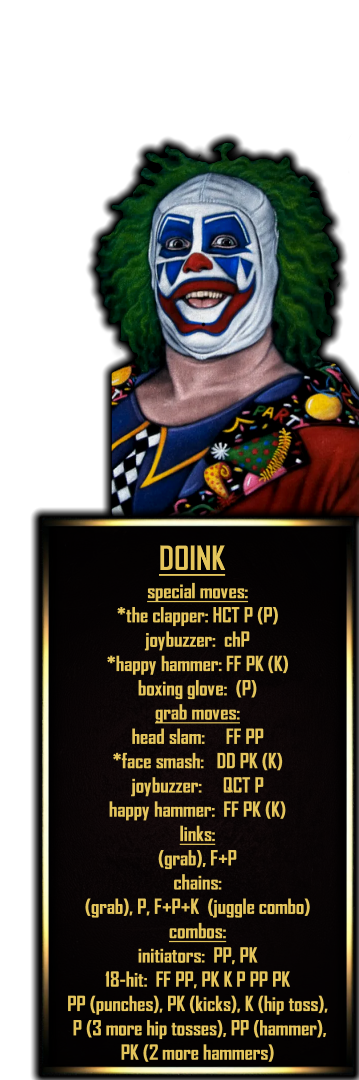 PARTY
DOINK
special moves:
*the clapper: HCT P (P)
joybuzzer: chP
*happy hammer: FF PK (K)
boxing glove: (P)
grab moves:
head slam: FF PP
*face smash: DD PK (K)
joybuzzer: QCT P
happy hammer: FF PK (K)
links:
(grab), F+P
chains:
(grab), P, F+P+K (juggle combo)
combos:
initiators: PP, PK
18-hit: FF PP, PK K P PP PK
PP (punches), PK (kicks), K (hip toss),
P (3 more hip tosses), PP (hammer),
PK (2 more hammers)